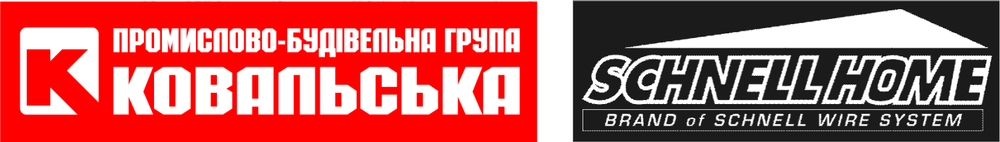 ПРОМИСЛОВО-БУДІВЕЛЬНА ГРУПА
КОВАЛЬСЬКА
SCHNELL HOME
BRAND of SCHNELL WIRE SYSTEM